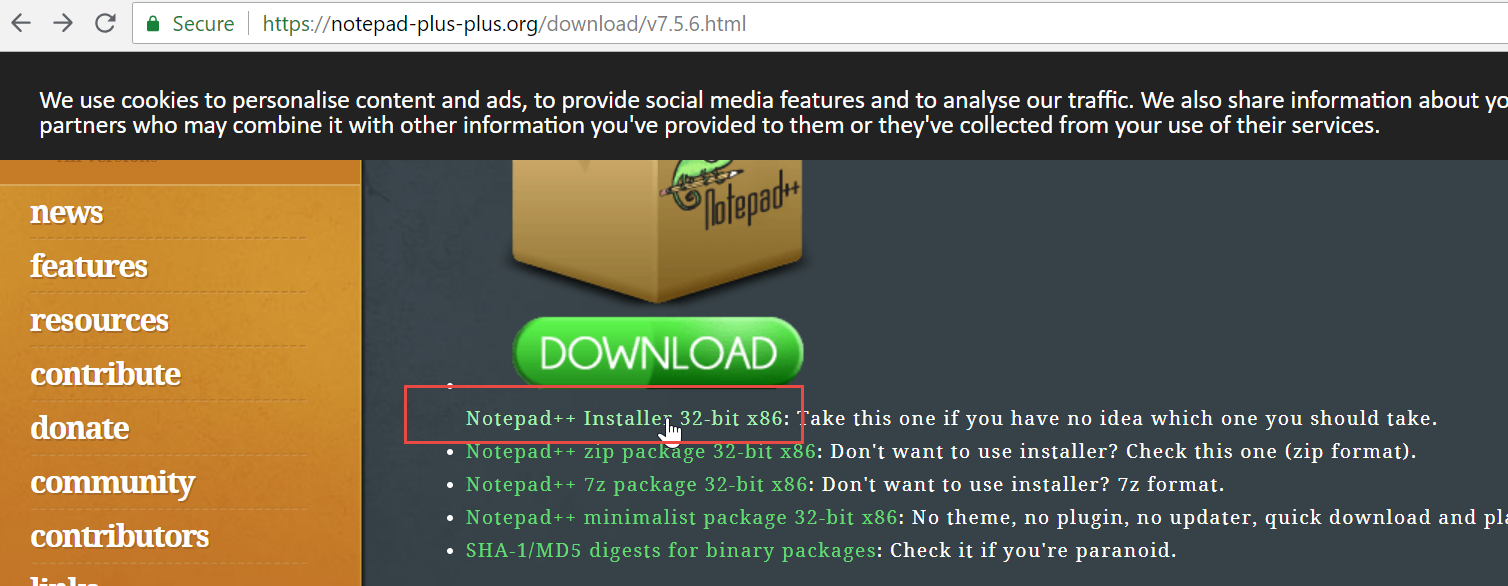 Secure https://notepad-plus-plus.org/download/v7.5.6.html
We use cookies to personalise content and ads, to provide social media features and to analyse our traffic. We also share information about yo
partners who may combine it with other information you've provided to them or they've collected from your use of their services.
news
features
resources
contribute
donate
community
contributors
links
Notepad++
DOWNLOAD
Notepad++ Installer 32-bit x86: Take this one if you have no idea which one you should take.
• Notepad++ zip package 32-bit x86: Don't want to use installer? Check this one (zip format).
• Notepad++ 7z package 32-bit x86: Don't want to use installer? 7z format.
• Notepad++ minimalist package 32-bit x86: No theme, no plugin, no updater, quick download and pla
• SHA-1/MD5 digests for binary packages: Check it if you're paranoid.